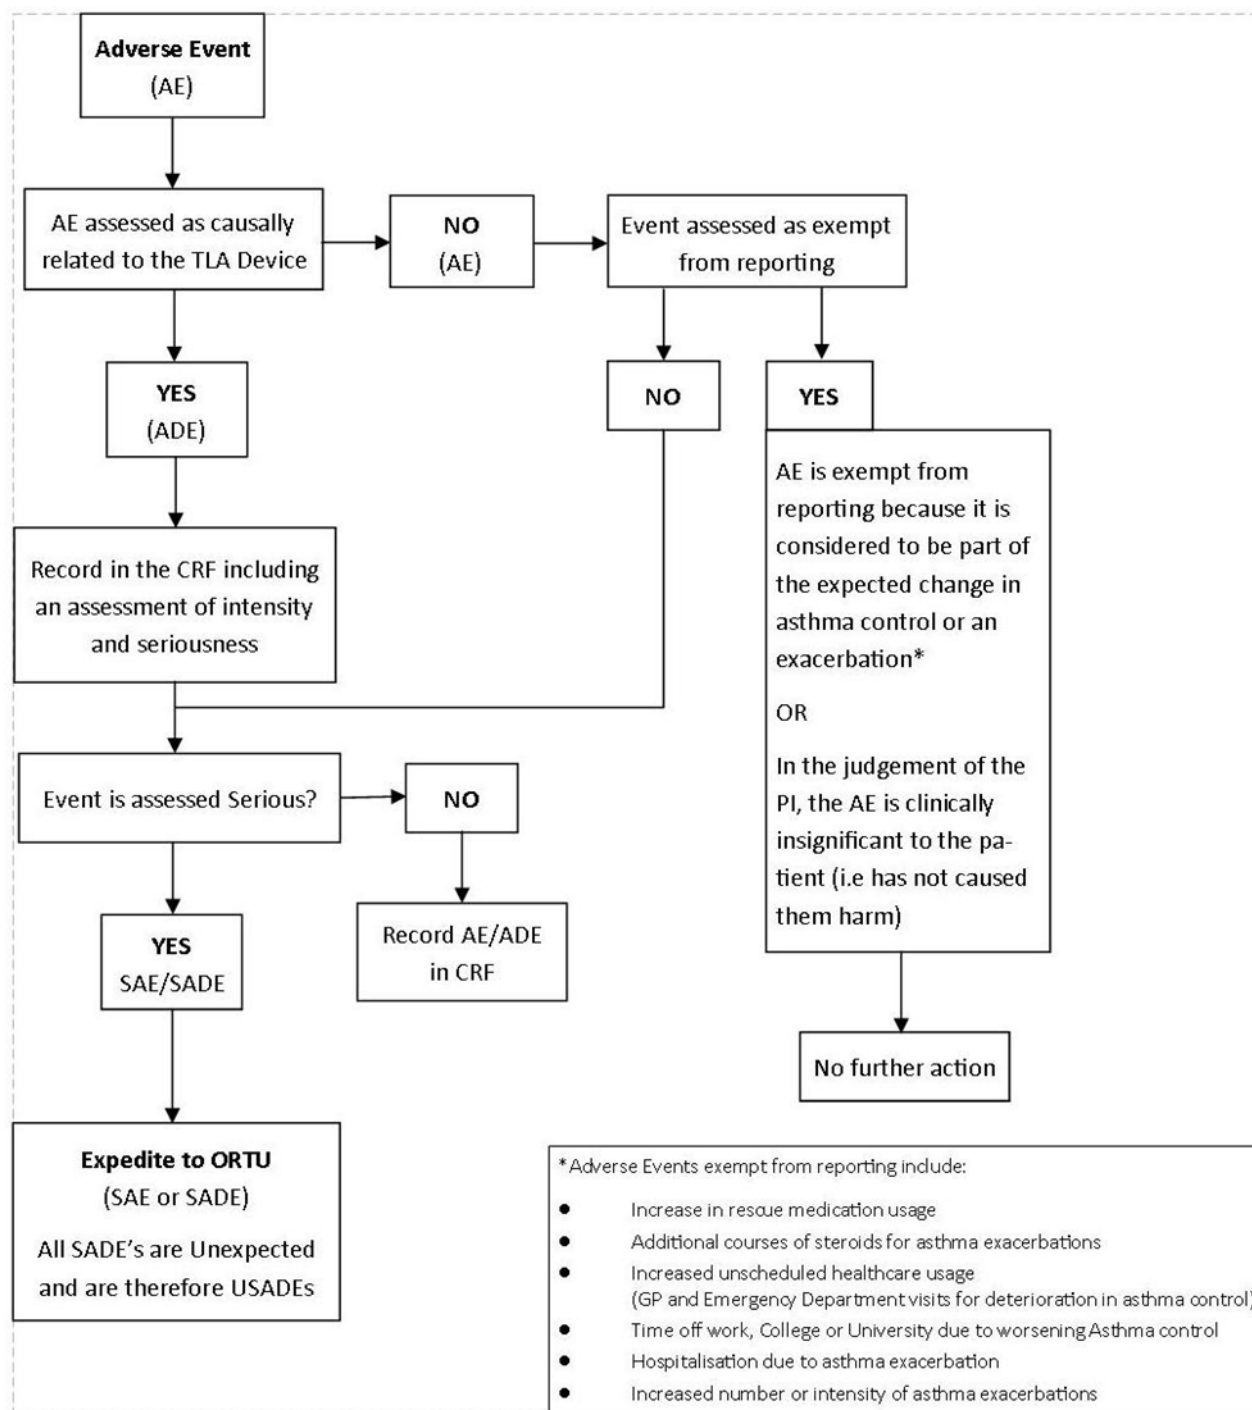 Adverse Event
(AE)
AE assessed as causally
related to the TLA Device
NO
(AE)
Event assessed as exempt
from reporting
YES
(ADE)
NO
YES
Record in the CRF including
an assessment of intensity
and seriousness
AE is exempt from
reporting because it is
considered to be part of
the expected change in
asthma control or an
exacerbation*
OR
In the judgement of the
PI, the AE is clinically
insignificant to the pa-
tient (i.e has not caused
them harm)
Event is assessed Serious?
NO
YES
SAE/SADE
Record AE/ADE
in CRF
No further action
Expedite to ORTU
(SAE or SADE)
All SADE's are Unexpected
and are therefore USADEs
*Adverse Events exempt from reporting include:
● Increase in rescue medication usage
● Additional courses of steroids for asthma exacerbations
● Increased unscheduled healthcare usage
(GP and Emergency Department visits for deterioration in asthma control)
● Time off work, College or University due to worsening Asthma control
● Hospitalisation due to asthma exacerbation
● Increased number or intensity of asthma exacerbations